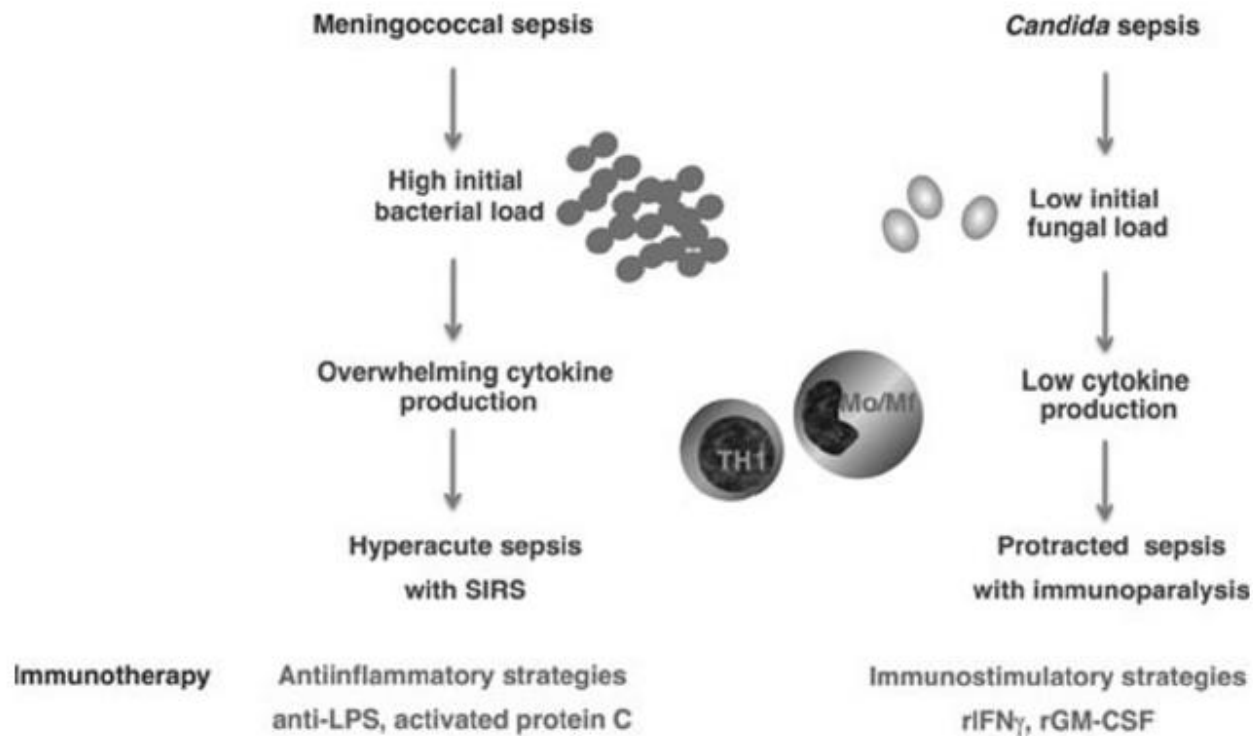 Meningococcal sepsis
Candida sepsis
High initial
bacterial load
Low initial
fungal load
Overwhelming cytokine
production
Low cytokine
production
Mo/Mf
TH1
Hyperacute sepsis
with SIRS
Protracted sepsis
with immunoparalysis
Immunotherapy
Antiinflammatory strategies
anti-LPS, activated protein C
Immunostimulatory strategies
rIFNγ, rGM-CSF